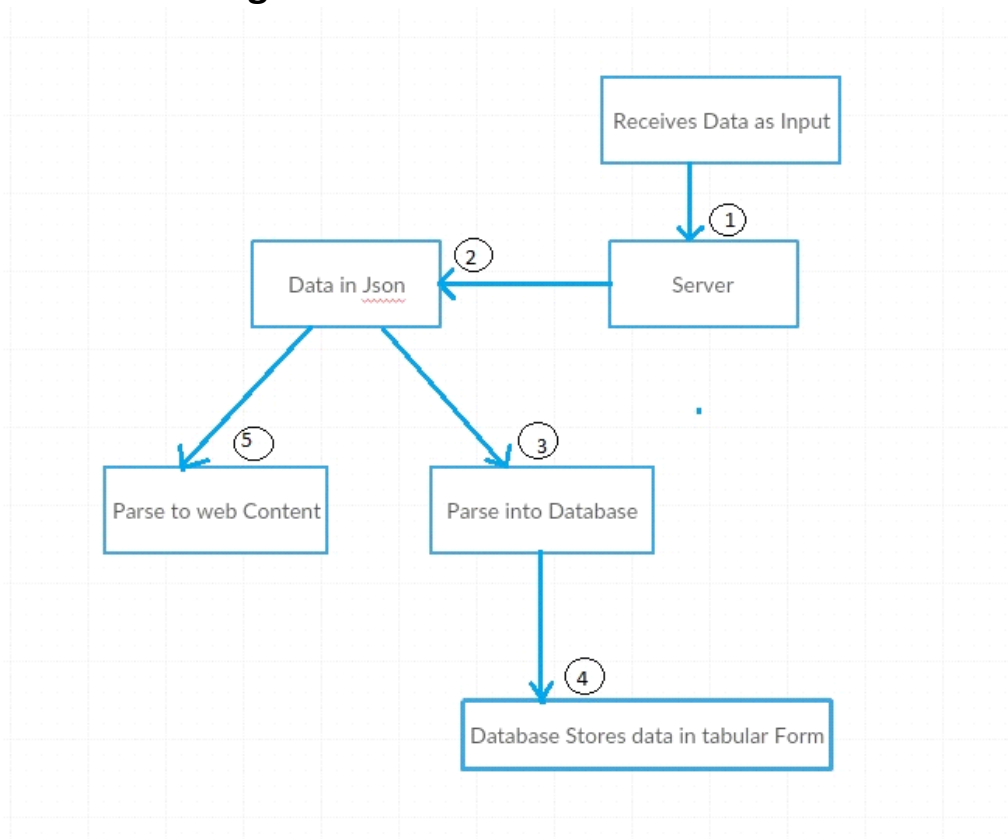 Receives Data as Input
1
2
Data in Json
Server
5
3
Parse to web Content
Parse into Database
4
Database Stores data in tabular Form